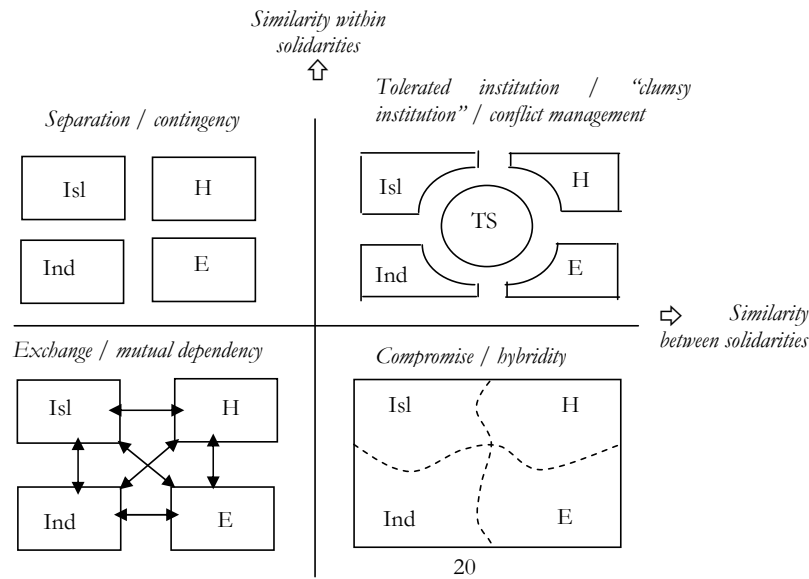 Similarity within
solidarities
Separation / contingency
Tolerated institution / "clumsy
institution" / conflict management
Isl
H
Ind
E
Isl
H
TS
Ind
E
Similarity
between solidarities
Exchange / mutual dependency
Compromise / hybridity
Isl
H
Ind
E
Isl
H
Ind
E
20